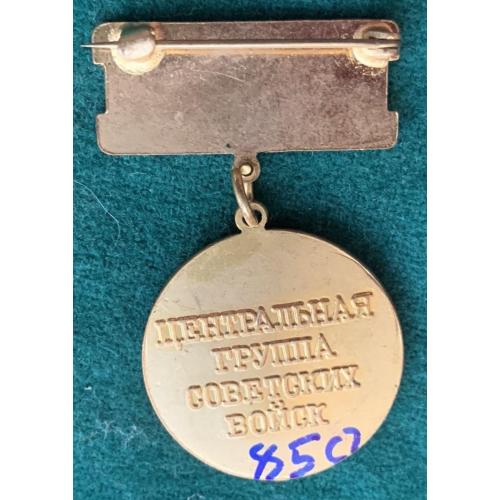 ЦЕНТРАЛЬНАЯ
ГРУППА
СОВЕТСКИХ
ВОЙСК
850